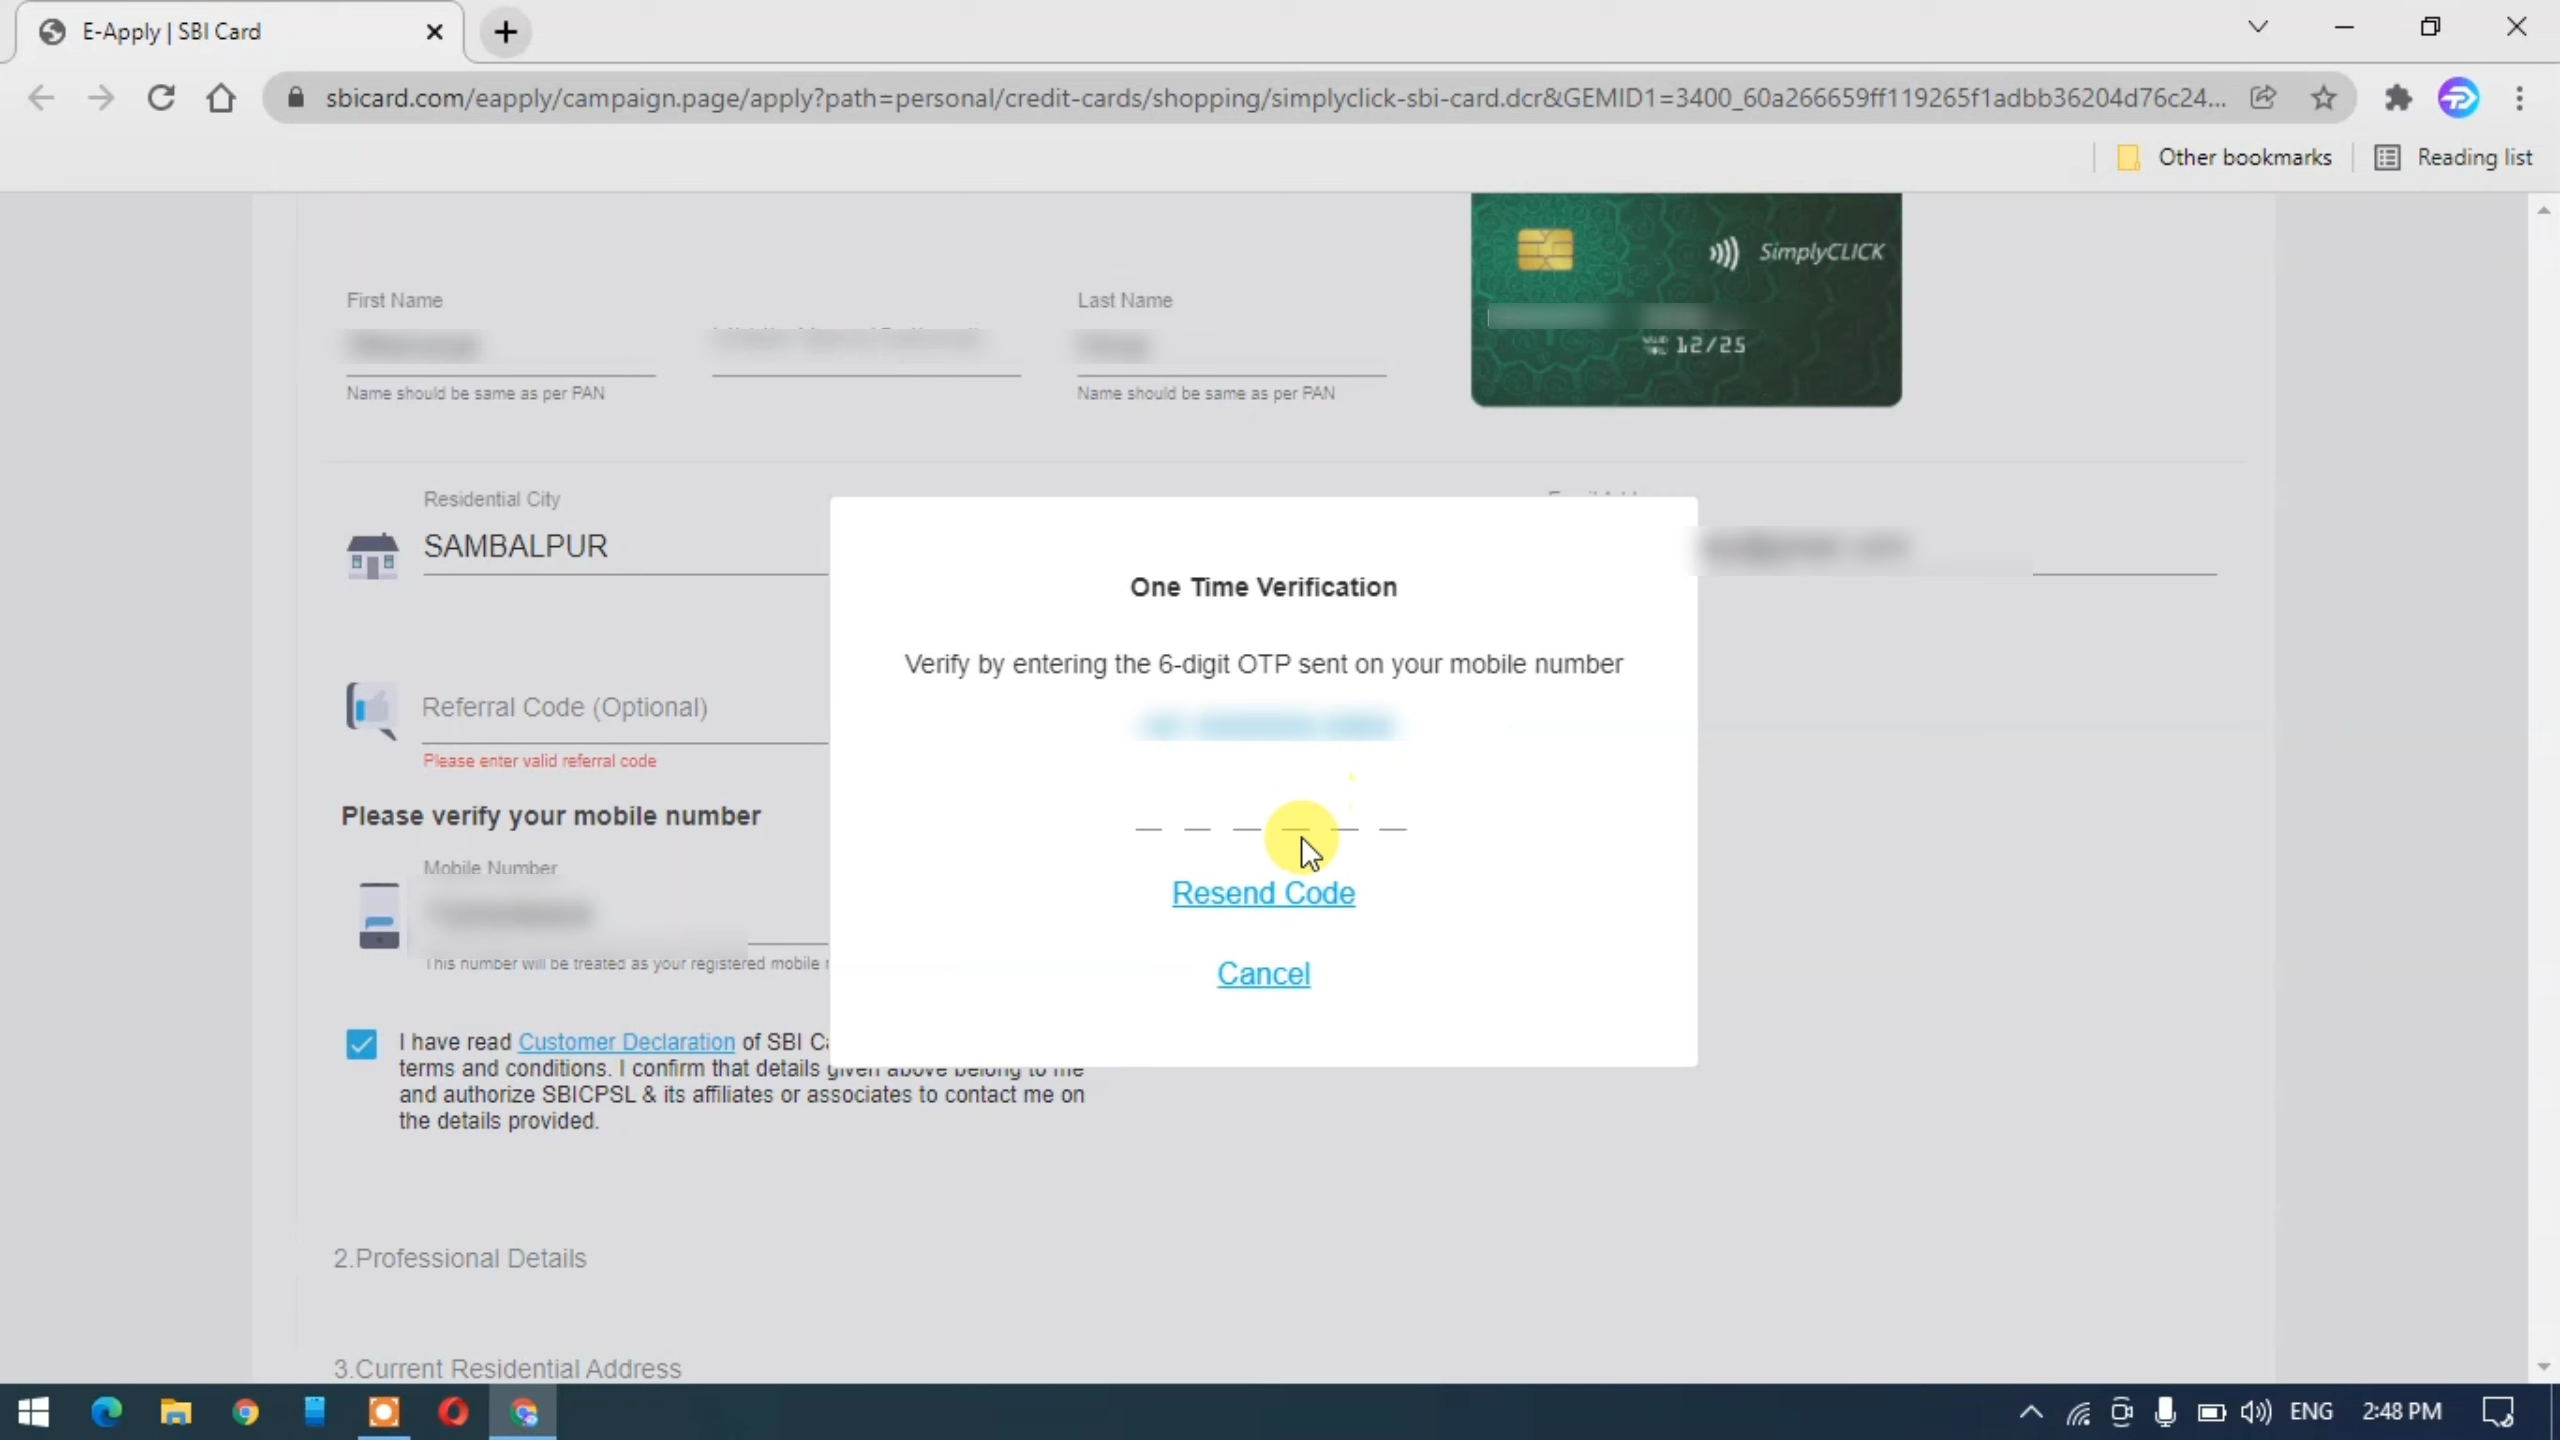 E-Apply | SBI Card
sbicard.com/eapply/campaign.page/apply?path=personal/credit-cards/shopping/simplyclick-sbi-card.dcr&GEMID1=3400_60a266659ff119265f1adbb36204d76c24...
Other bookmarks
Reading list
SimplyCLICK
12/25
First Name
Last Name
Name should be same as per PAN
Name should be same as per PAN
Residential City
SAMBALPUR
Referral Code (Optional)
Please enter valid referral code
Please verify your mobile number
Mobile Number
This number will be treated as your registered mobile
I have read Customer Declaration of SBI
terms and conditions. I confirm that details given above belong to me
and authorize SBICPSL & its affiliates or associates to contact me on
the details provided.
One Time Verification
Verify by entering the 6-digit OTP sent on your mobile number
Resend Code
Cancel
2.Professional Details
3.Current Residential Address
ENG
2:48 PM